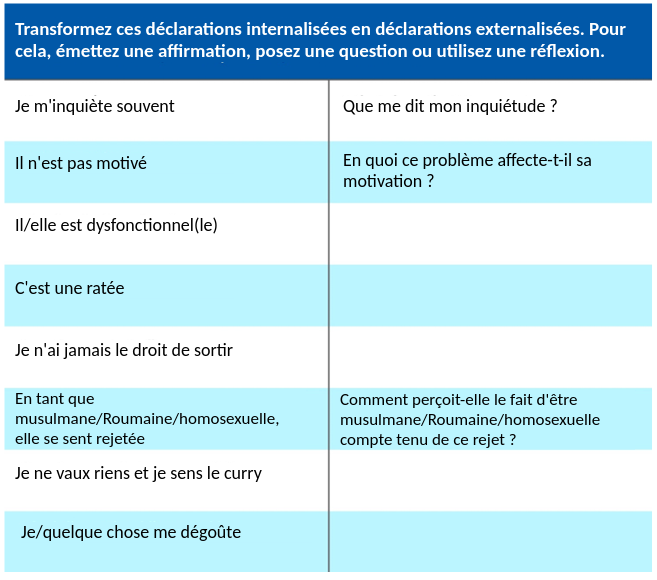 Transformez ces déclarations internalisées en déclarations externalisées. Pour
cela, émettez une affirmation, posez une question ou utilisez une réflexion.
Je m'inquiète souvent
Que me dit mon inquiétude ?
Il n'est pas motivé
En quoi ce problème affecte-t-il sa
motivation ?
Il/elle est dysfonctionnel(le)
C'est une ratée
Je n'ai jamais le droit de sortir
En tant que
musulmane/Roumaine/homosexuelle,
elle se sent rejetée
Comment perçoit-elle le fait d'être
musulmane/Roumaine/homosexuelle
compte tenu de ce rejet ?
Je ne vaux riens et je sens le curry
Je/quelque chose me dégoûte